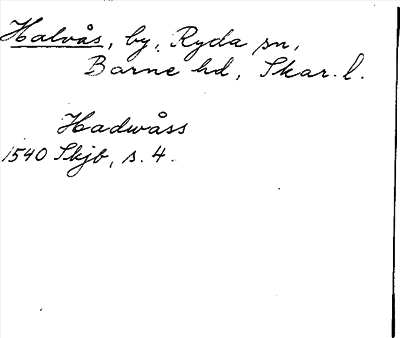 Halvås, by, Ryda sn,
Barne hd, Skar. l.
Hadwåss
1540 Skjb, s. 4.